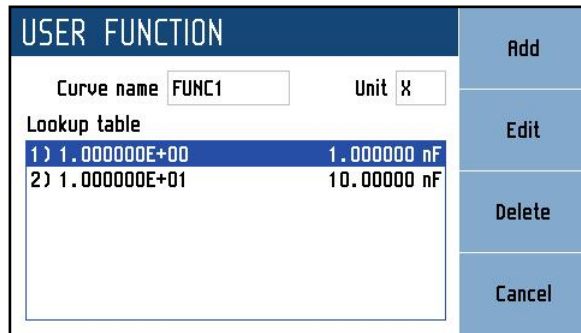 USER FUNCTION
Curve name FUNC1 Unit X
Lookup table
1) 1.000000E+00 1.000000 nF
2) 1.000000E+01 10.00000 nF
Add
Edit
Delete
Cancel